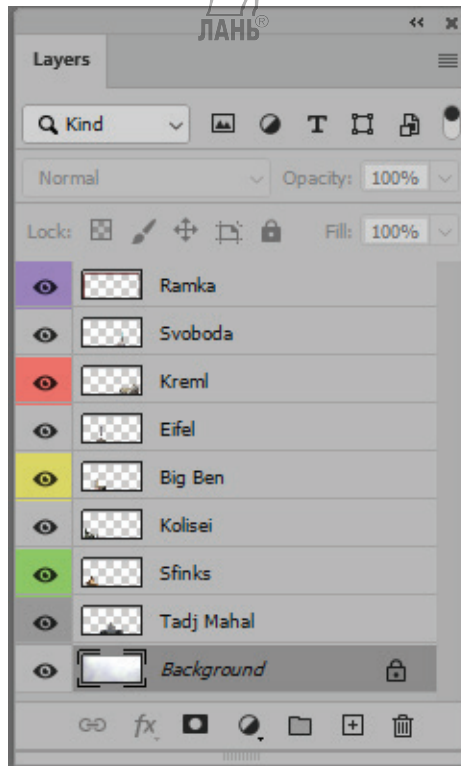 ЛАНЬ®
Layers
Kind T
Normal Opacity: 100%
Lock: Fill: 100%
Ramka
Svoboda
Kreml
Eifel
Big Ben
Kolisei
Sfinks
Tadj Mahal
Background
fx